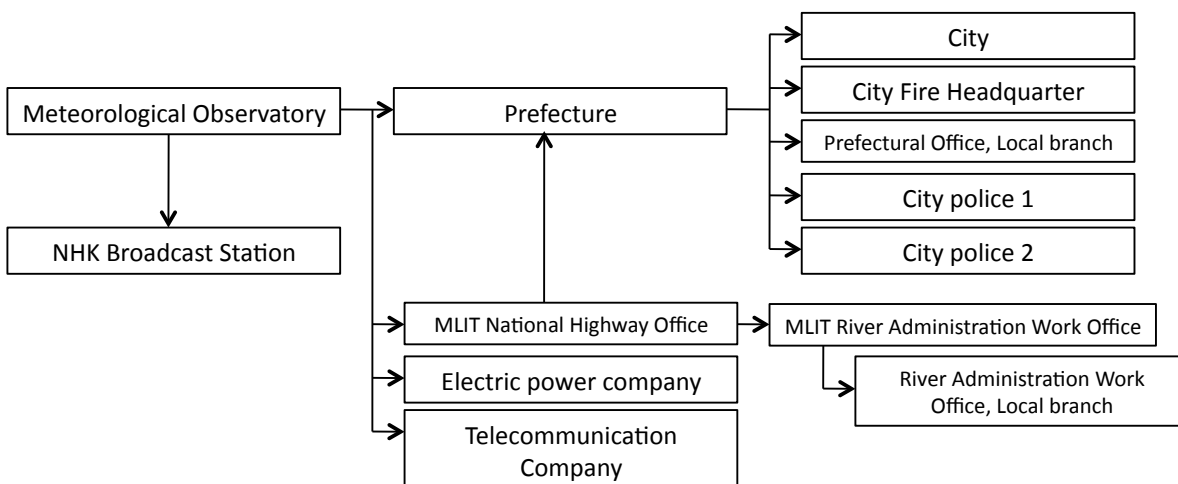 City
City Fire Headquarter
Meteorological Observatory
Prefecture
Prefectural Office, Local branch
City police 1
NHK Broadcast Station
City police 2
MLIT National Highway Office
MLIT River Administration Work Office
Electric power company
River Administration Work
Office, Local branch
Telecommunication
Company